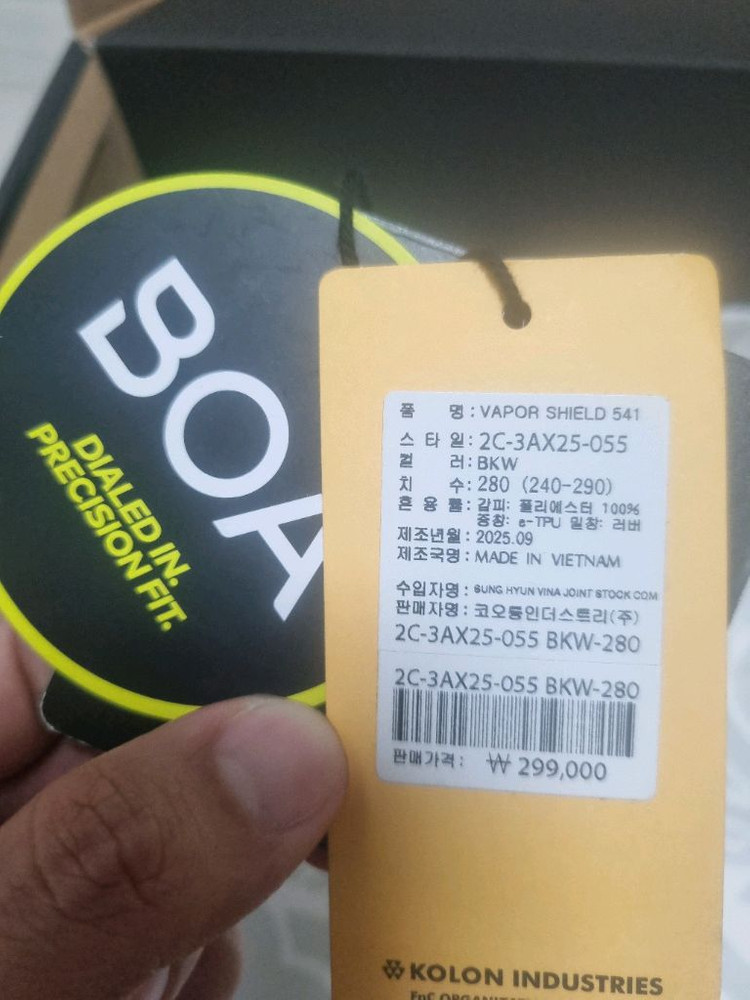 BOA
DIALED IN.
PRECISION FIT.
품 명 : VAPOR SHIELD 541
스 타 일 : 2C-3AX25-055
컬 러 : BKW
치 수 : 280 (240-290)
혼 용 률 : 갑피: 폴리에스터 100%
중창: e-TPU 밑창: 러버
제조년월 : 2025.09
제조국명 : MADE IN VIETNAM
수입자명 : SUNG HYUN VINA JOINT STOCK COM
판매자명 : 코오롱인더스트리(주)
2C-3AX25-055 BKW-280
2C-3AX25-055 BKW-280
판매가격 : ₩ 299,000
KOLON INDUSTRIES
FnC